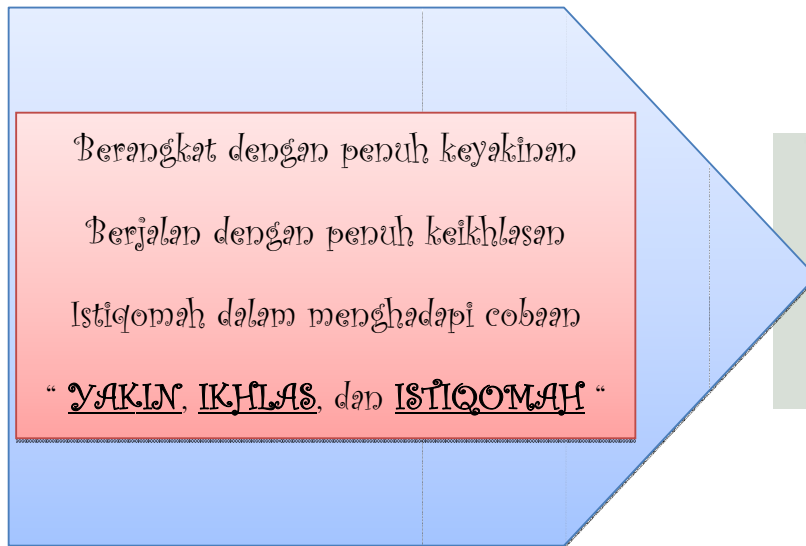 Berangkat dengan penuh keyakinan
Berjalan dengan penuh keikhlasan
Istiqomah dalam menghadapi cobaan
“ YAKIN, IKHLAS, dan ISTIQOMAH “